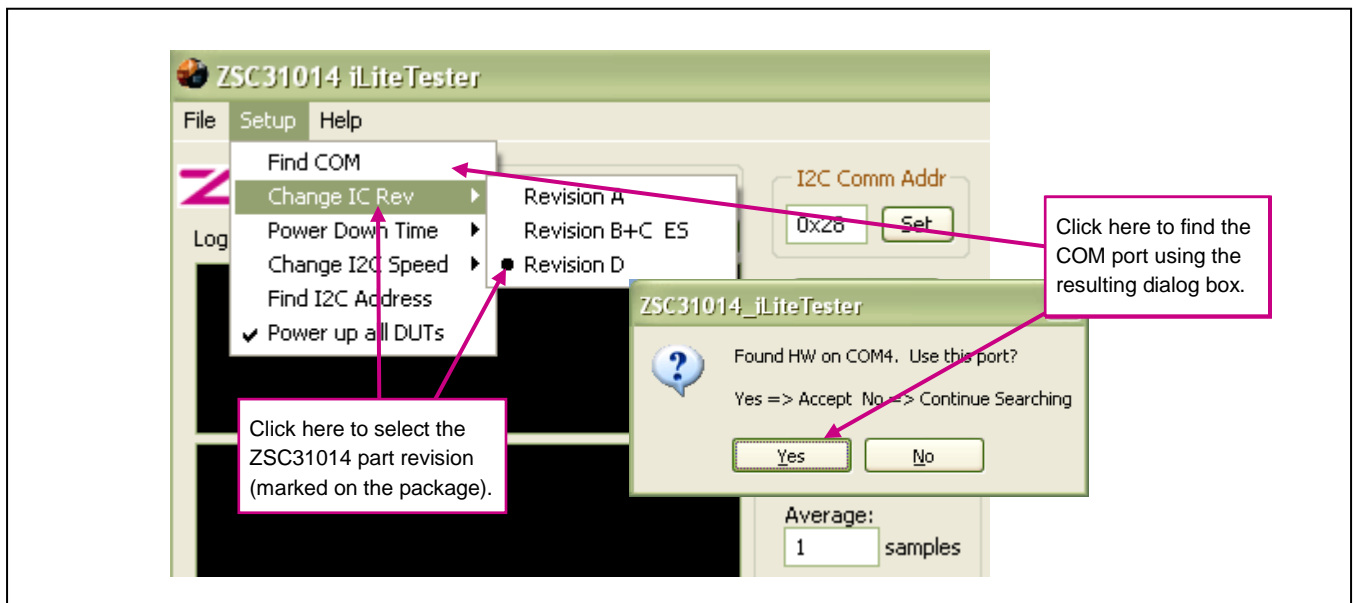 ZSC31014 iLiteTester
File Setup Help
Find COM
Change IC Rev
Power Down Time
Change I2C Speed
Find I2C Address
Power up all DUTs
Revision A
Revision B+C ES
Revision D
Log
I2C Comm Addr
0x28 Set
Click here to find the
COM port using the
resulting dialog box.
ZSC31014_iLiteTester
Found HW on COM4. Use this port?
Yes => Accept No => Continue Searching
Yes No
Click here to select the
ZSC31014 part revision
(marked on the package).
Average:
1 samples